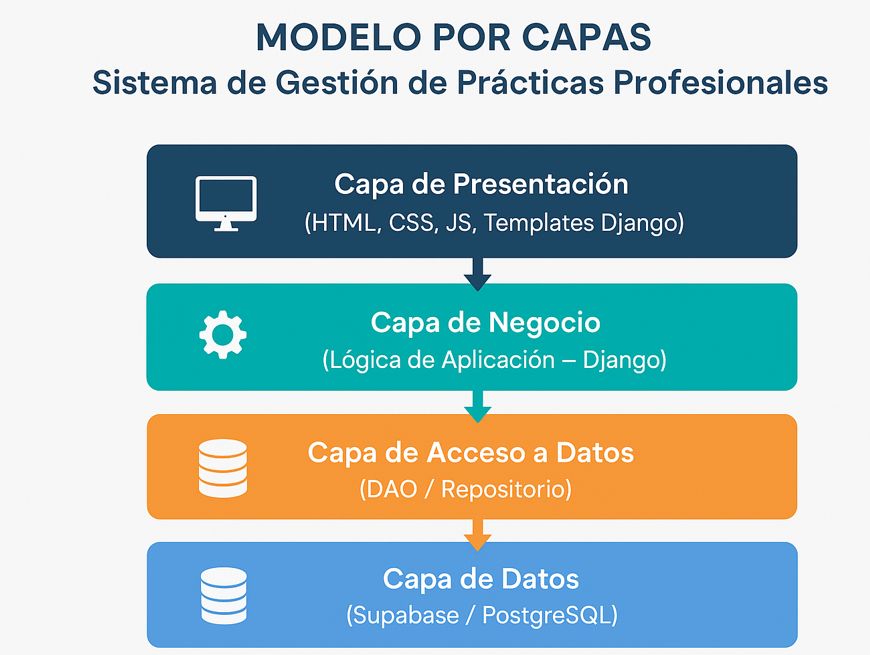 MODELO POR CAPAS
Sistema de Gestión de Prácticas Profesionales
Capa de Presentación
(HTML, CSS, JS, Templates Django)
Capa de Negocio
(Lógica de Aplicación – Django)
Capa de Acceso a Datos
(DAO / Repositorio)
Capa de Datos
(Supabase / PostgreSQL)